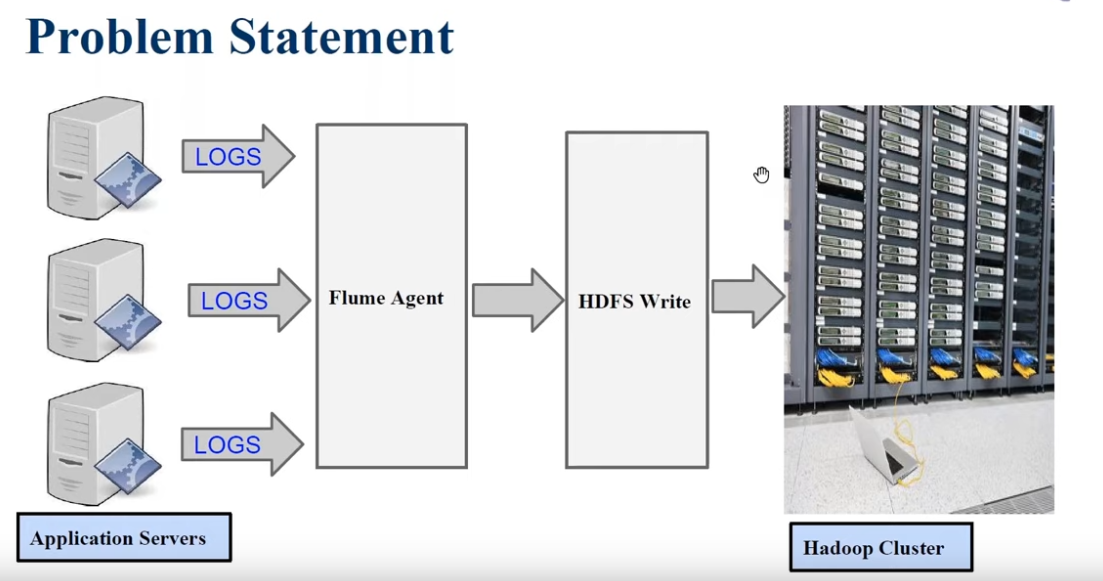 Problem Statement
LOGS
LOGS
LOGS
Flume Agent
HDFS Write
Application Servers
Hadoop Cluster